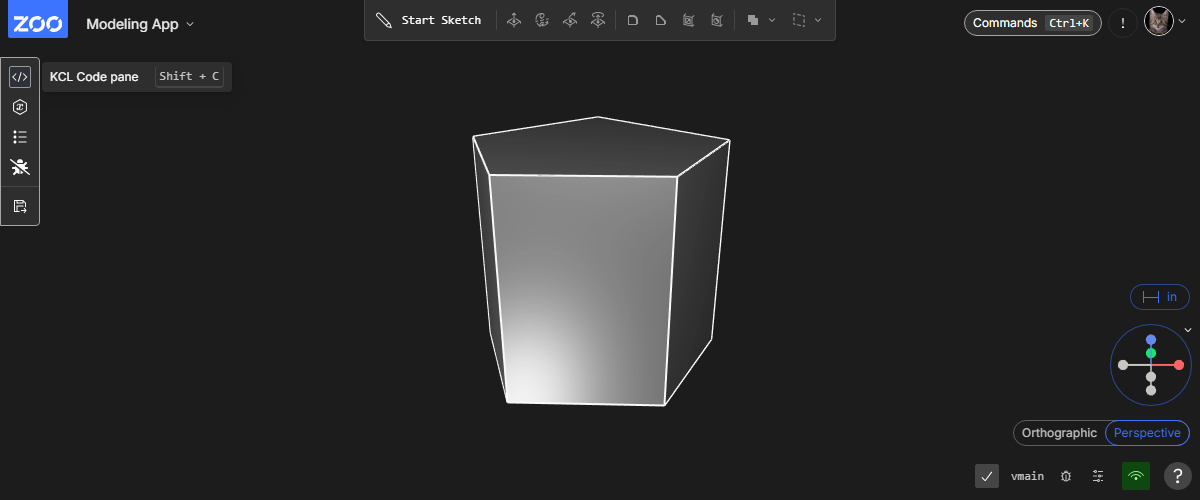 ZOO
Modeling App
Start Sketch
Commands Ctrl+K
!
KCL Code pane Shift + C
in
Orthographic Perspective
vmain
?